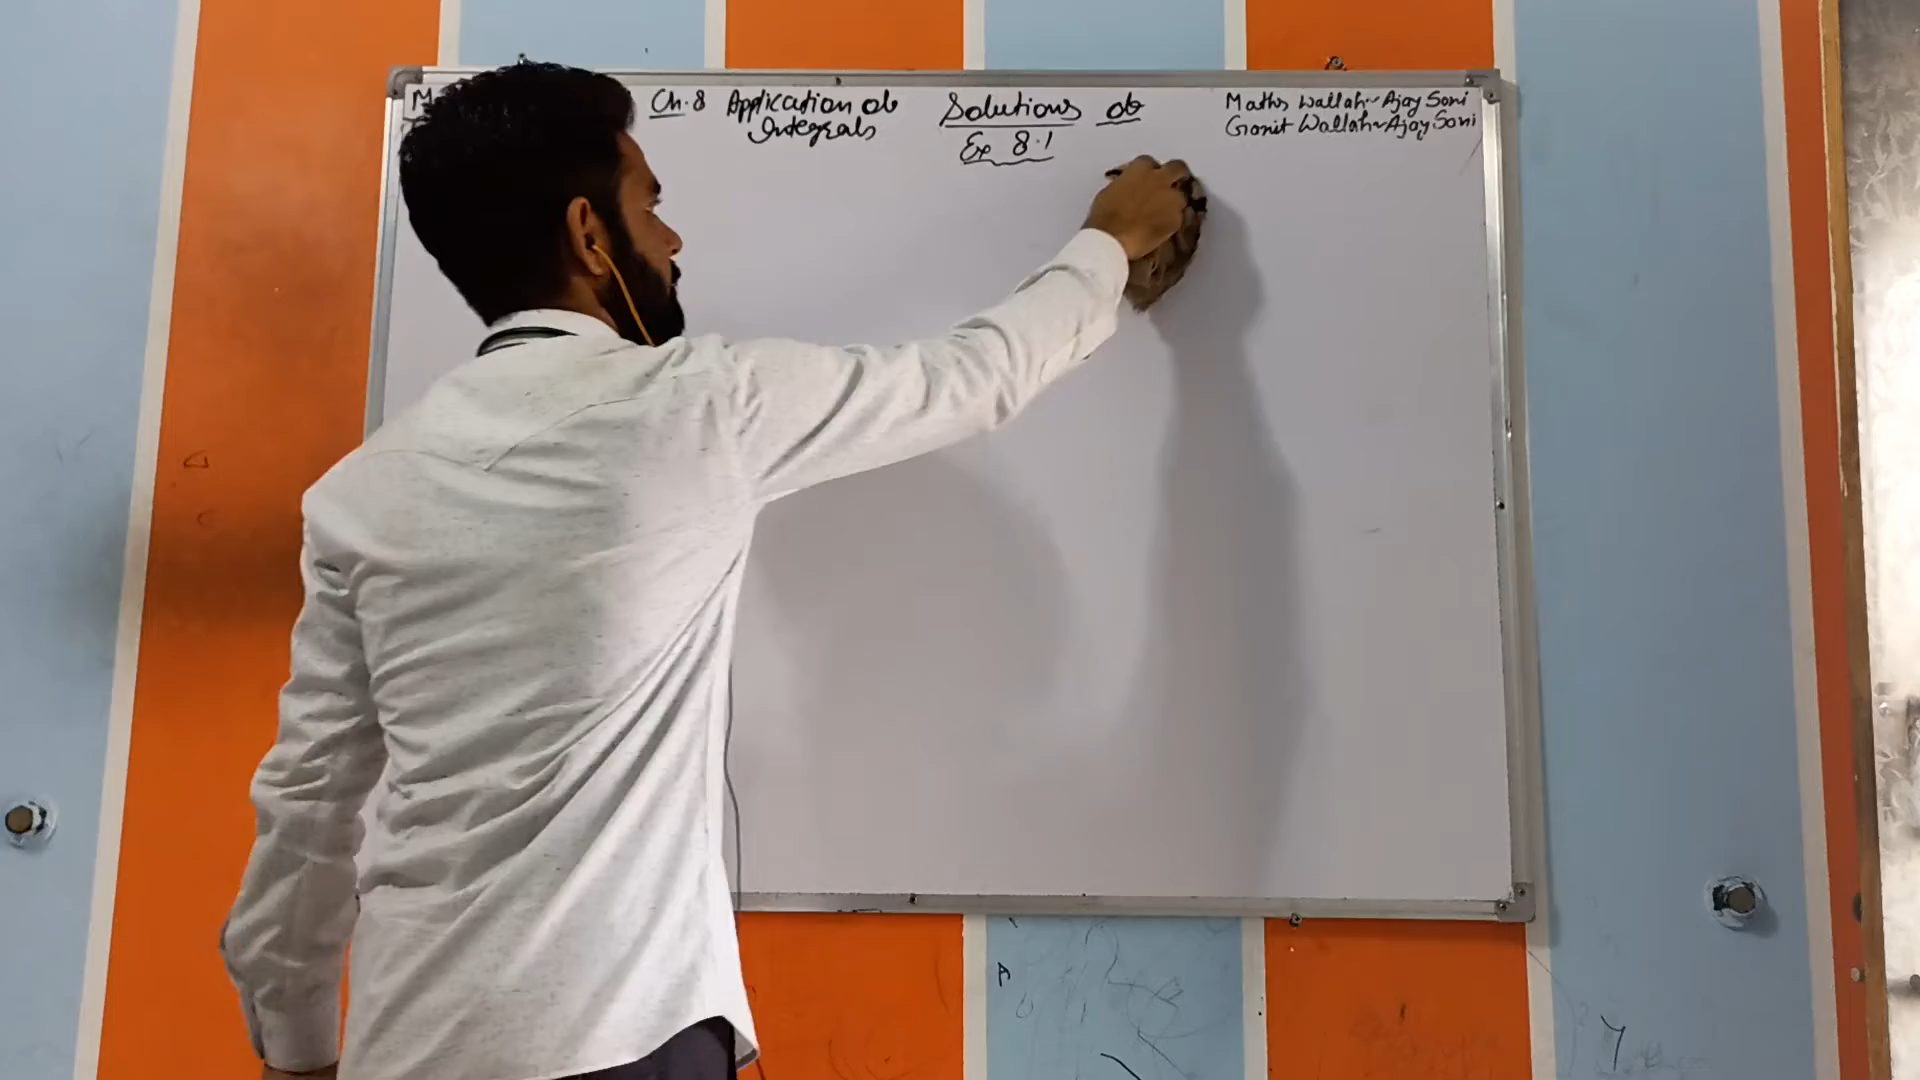 Ch.8 Application of
Integrals
Solutions of
Ex 8.1
Maths Wallah~Ajay Soni
Ganit Wallah~Ajay Soni